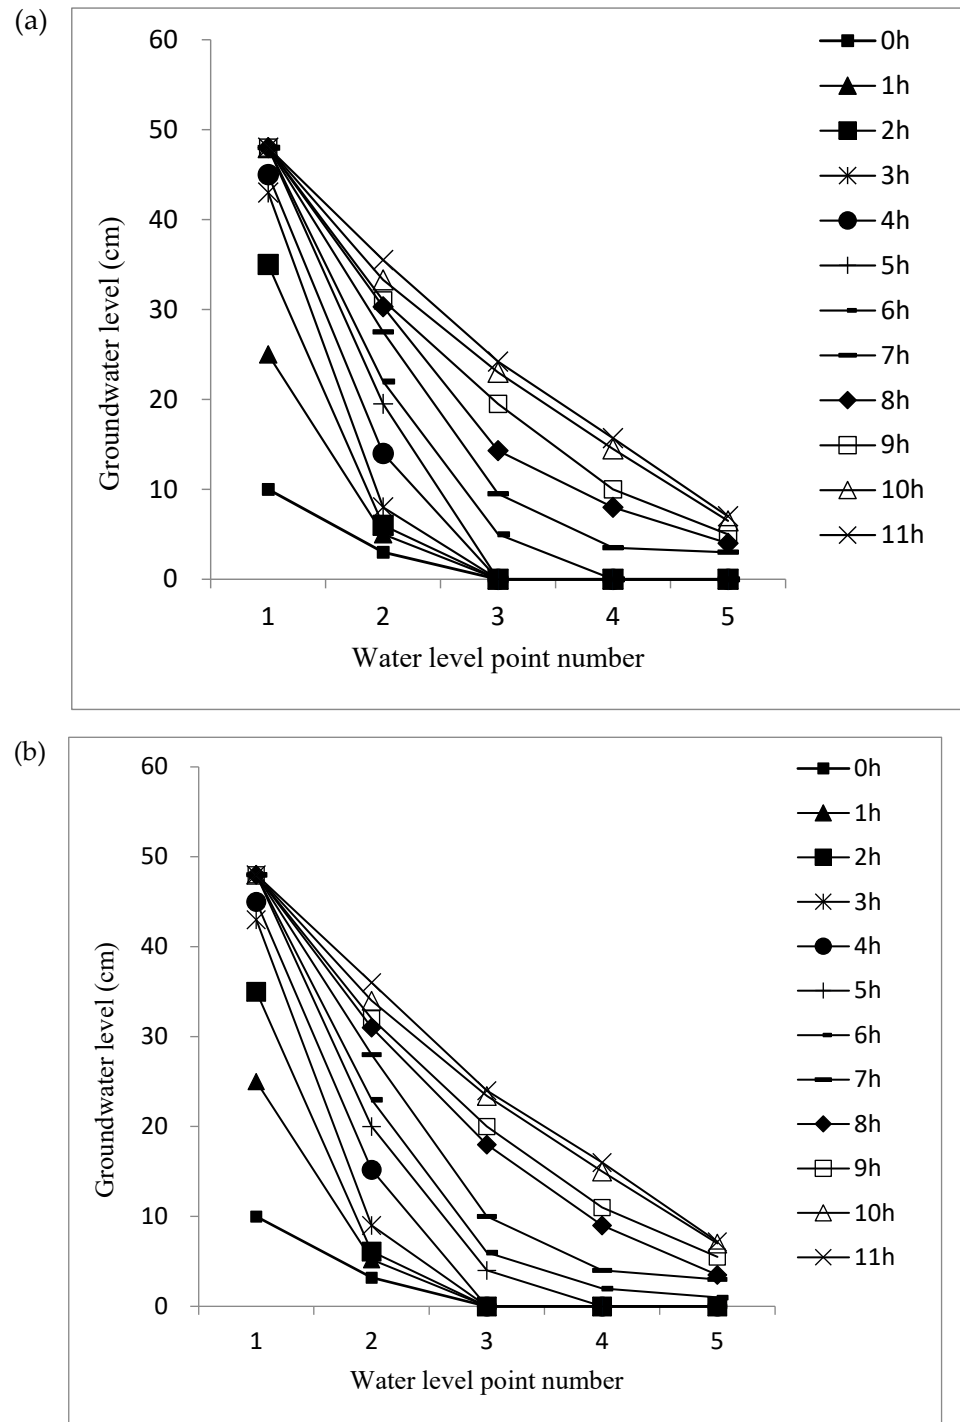 (a)
60
50
40
30
20
10
0
Groundwater level (cm)
1 2 3 4 5
Water level point number
0h
1h
2h
3h
4h
5h
6h
7h
8h
9h
10h
11h
(b)
60
50
40
30
20
10
0
Groundwater level (cm)
1 2 3 4 5
Water level point number
0h
1h
2h
3h
4h
5h
6h
7h
8h
9h
10h
11h